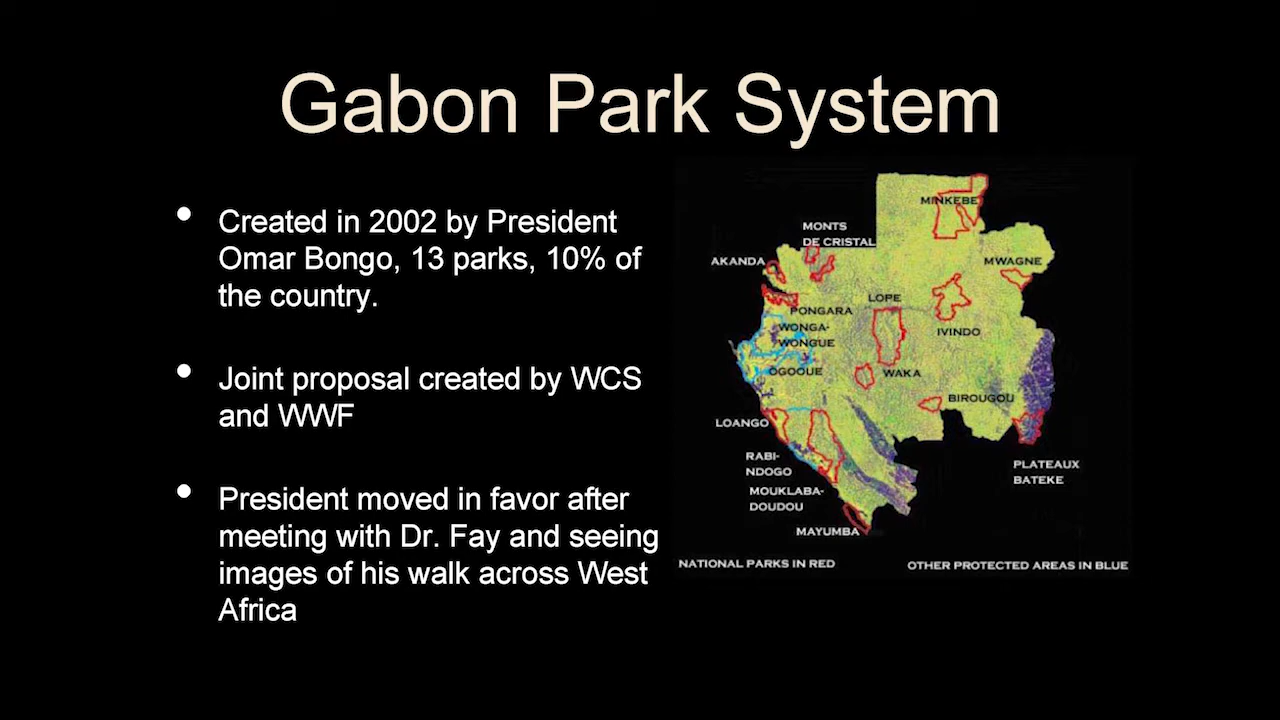 Gabon Park System
• Created in 2002 by President
Omar Bongo, 13 parks, 10% of
the country.
• Joint proposal created by WCS
and WWF
• President moved in favor after
meeting with Dr. Fay and seeing
images of his walk across West
Africa
MINKEBE
MONTS
DE CRISTAL
AKANDA
MWAGNE
LOPE
PONGARA
IVINDO
WONGA-
WONGUE
OGOOUE
WAKA
BIROUGOU
LOANGO
RABI-
NDOGO
PLATEAUX
BATEKE
MOUKLABA-
DOUDOU
MAYUMBA
NATIONAL PARKS IN RED
OTHER PROTECTED AREAS IN BLUE